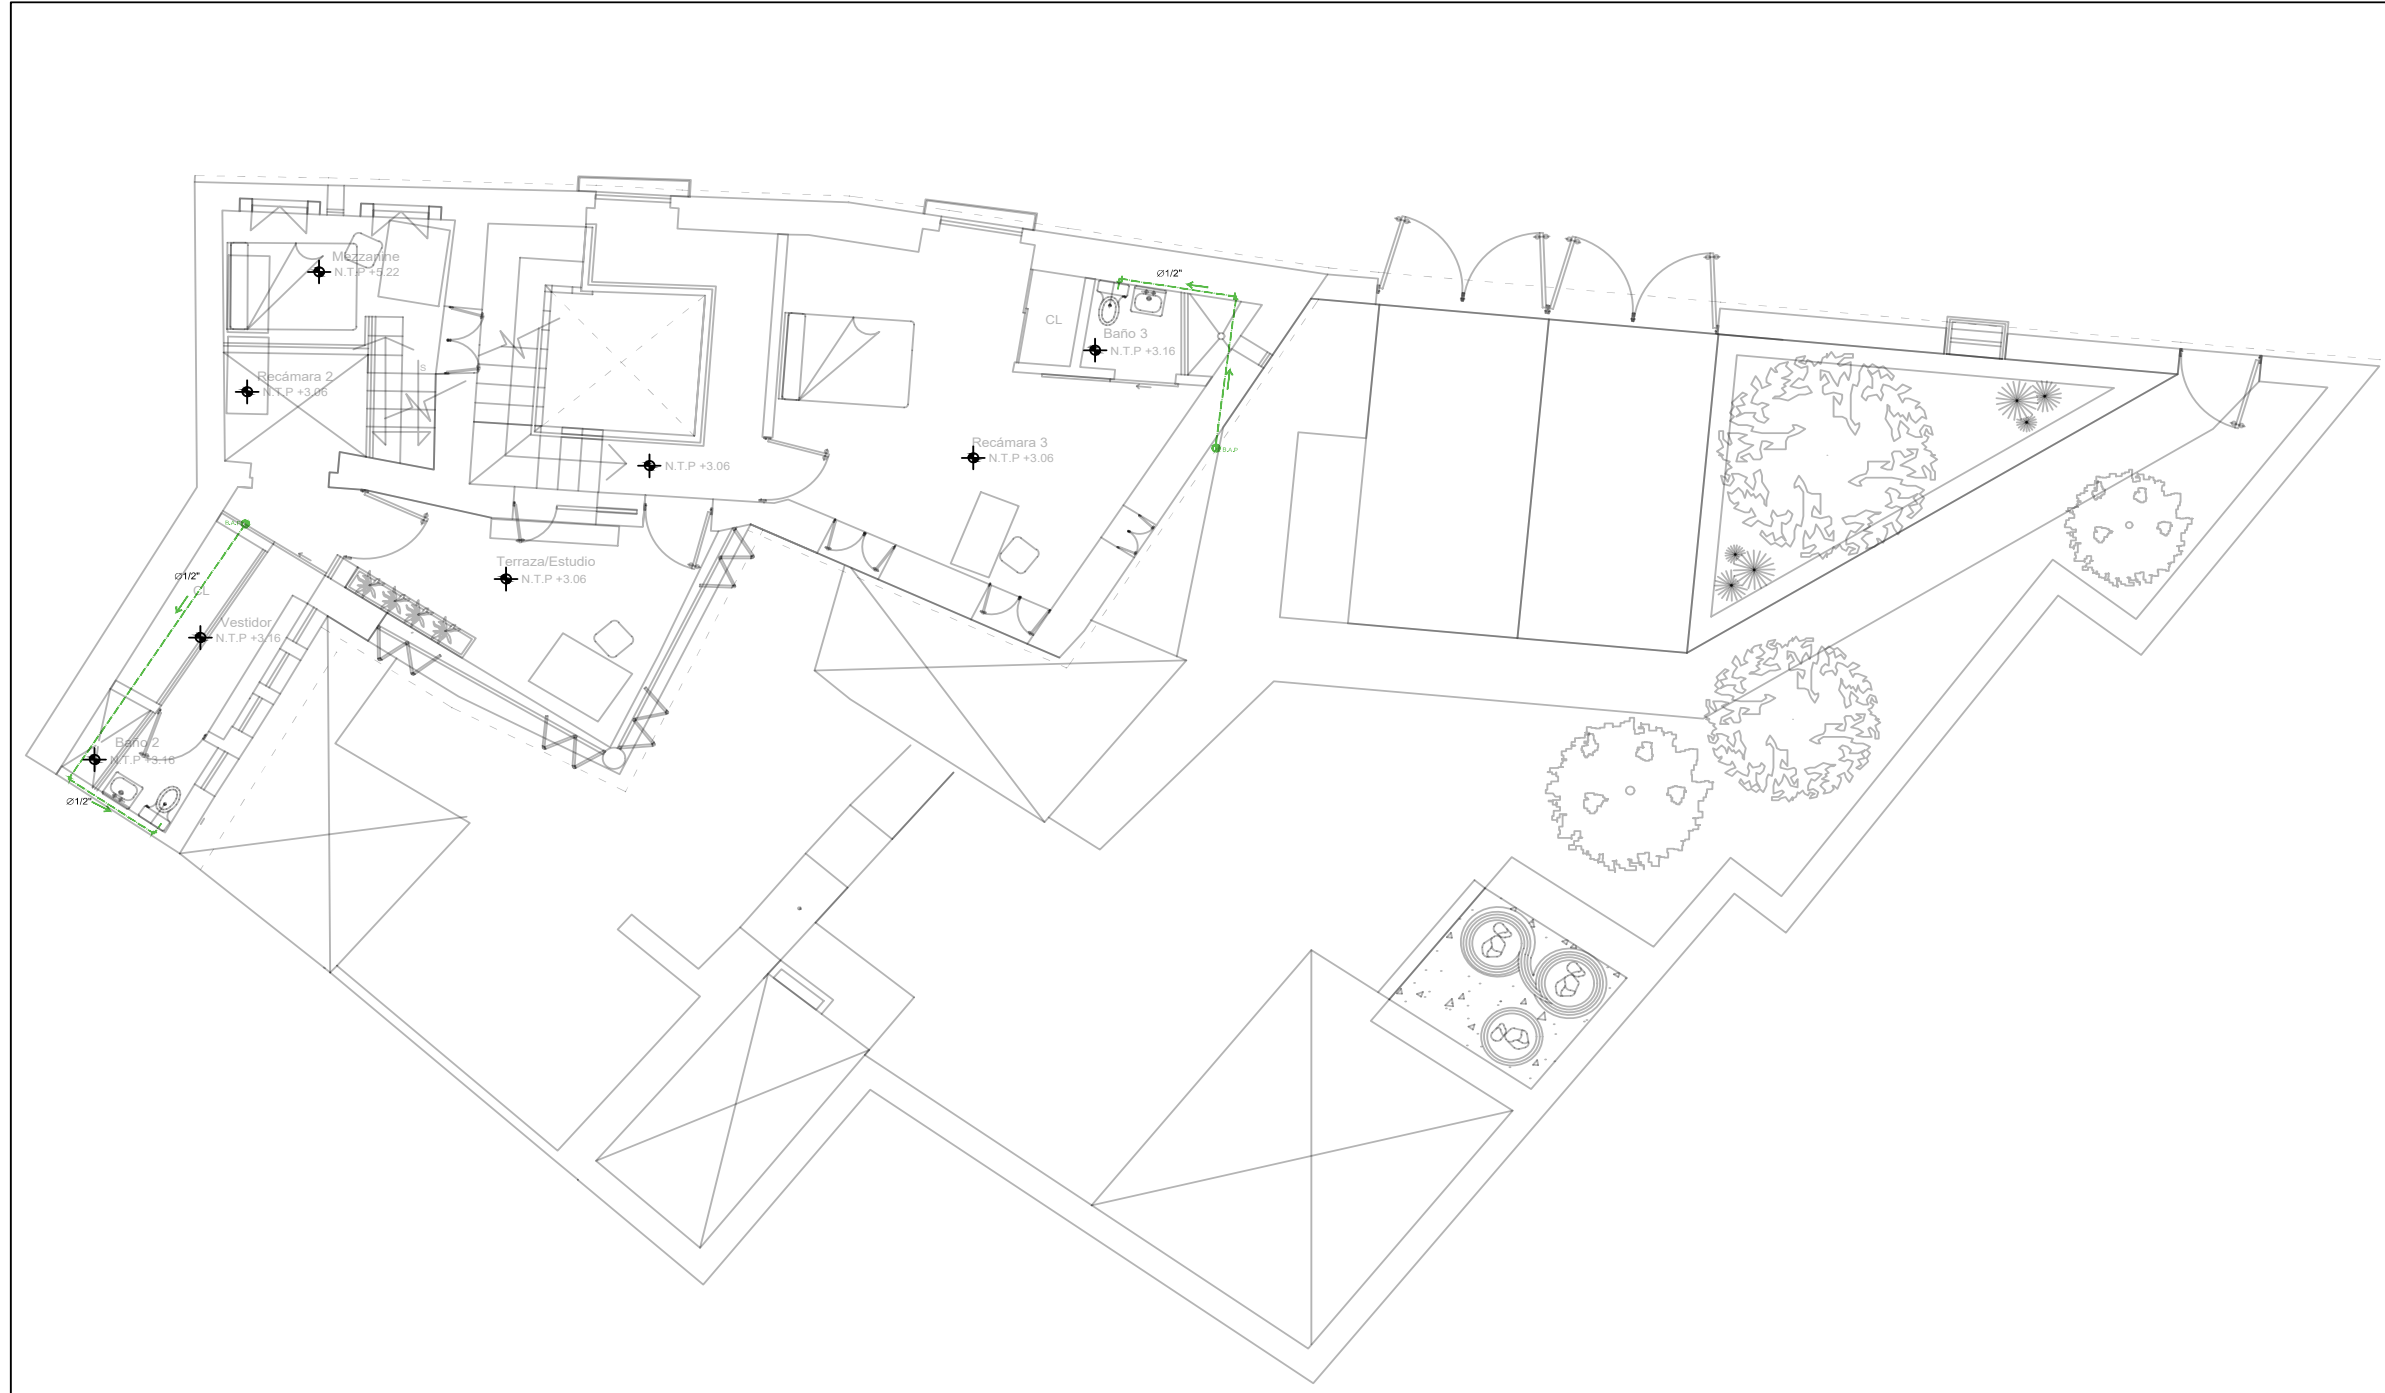 Mezzanine
N.T.P +5.22
Ø1/2"
CL
Baño 3
N.T.P +3.16
S
Recámara 2
N.T.P +3.06
Recámara 3
N.T.P +3.06
B.A.P
N.T.P +3.06
Terraza/Estudio
N.T.P +3.06
Ø1/2"
CL
Vestidor
N.T.P +3.16
Baño 2
N.T.P +3.16
Ø1/2"